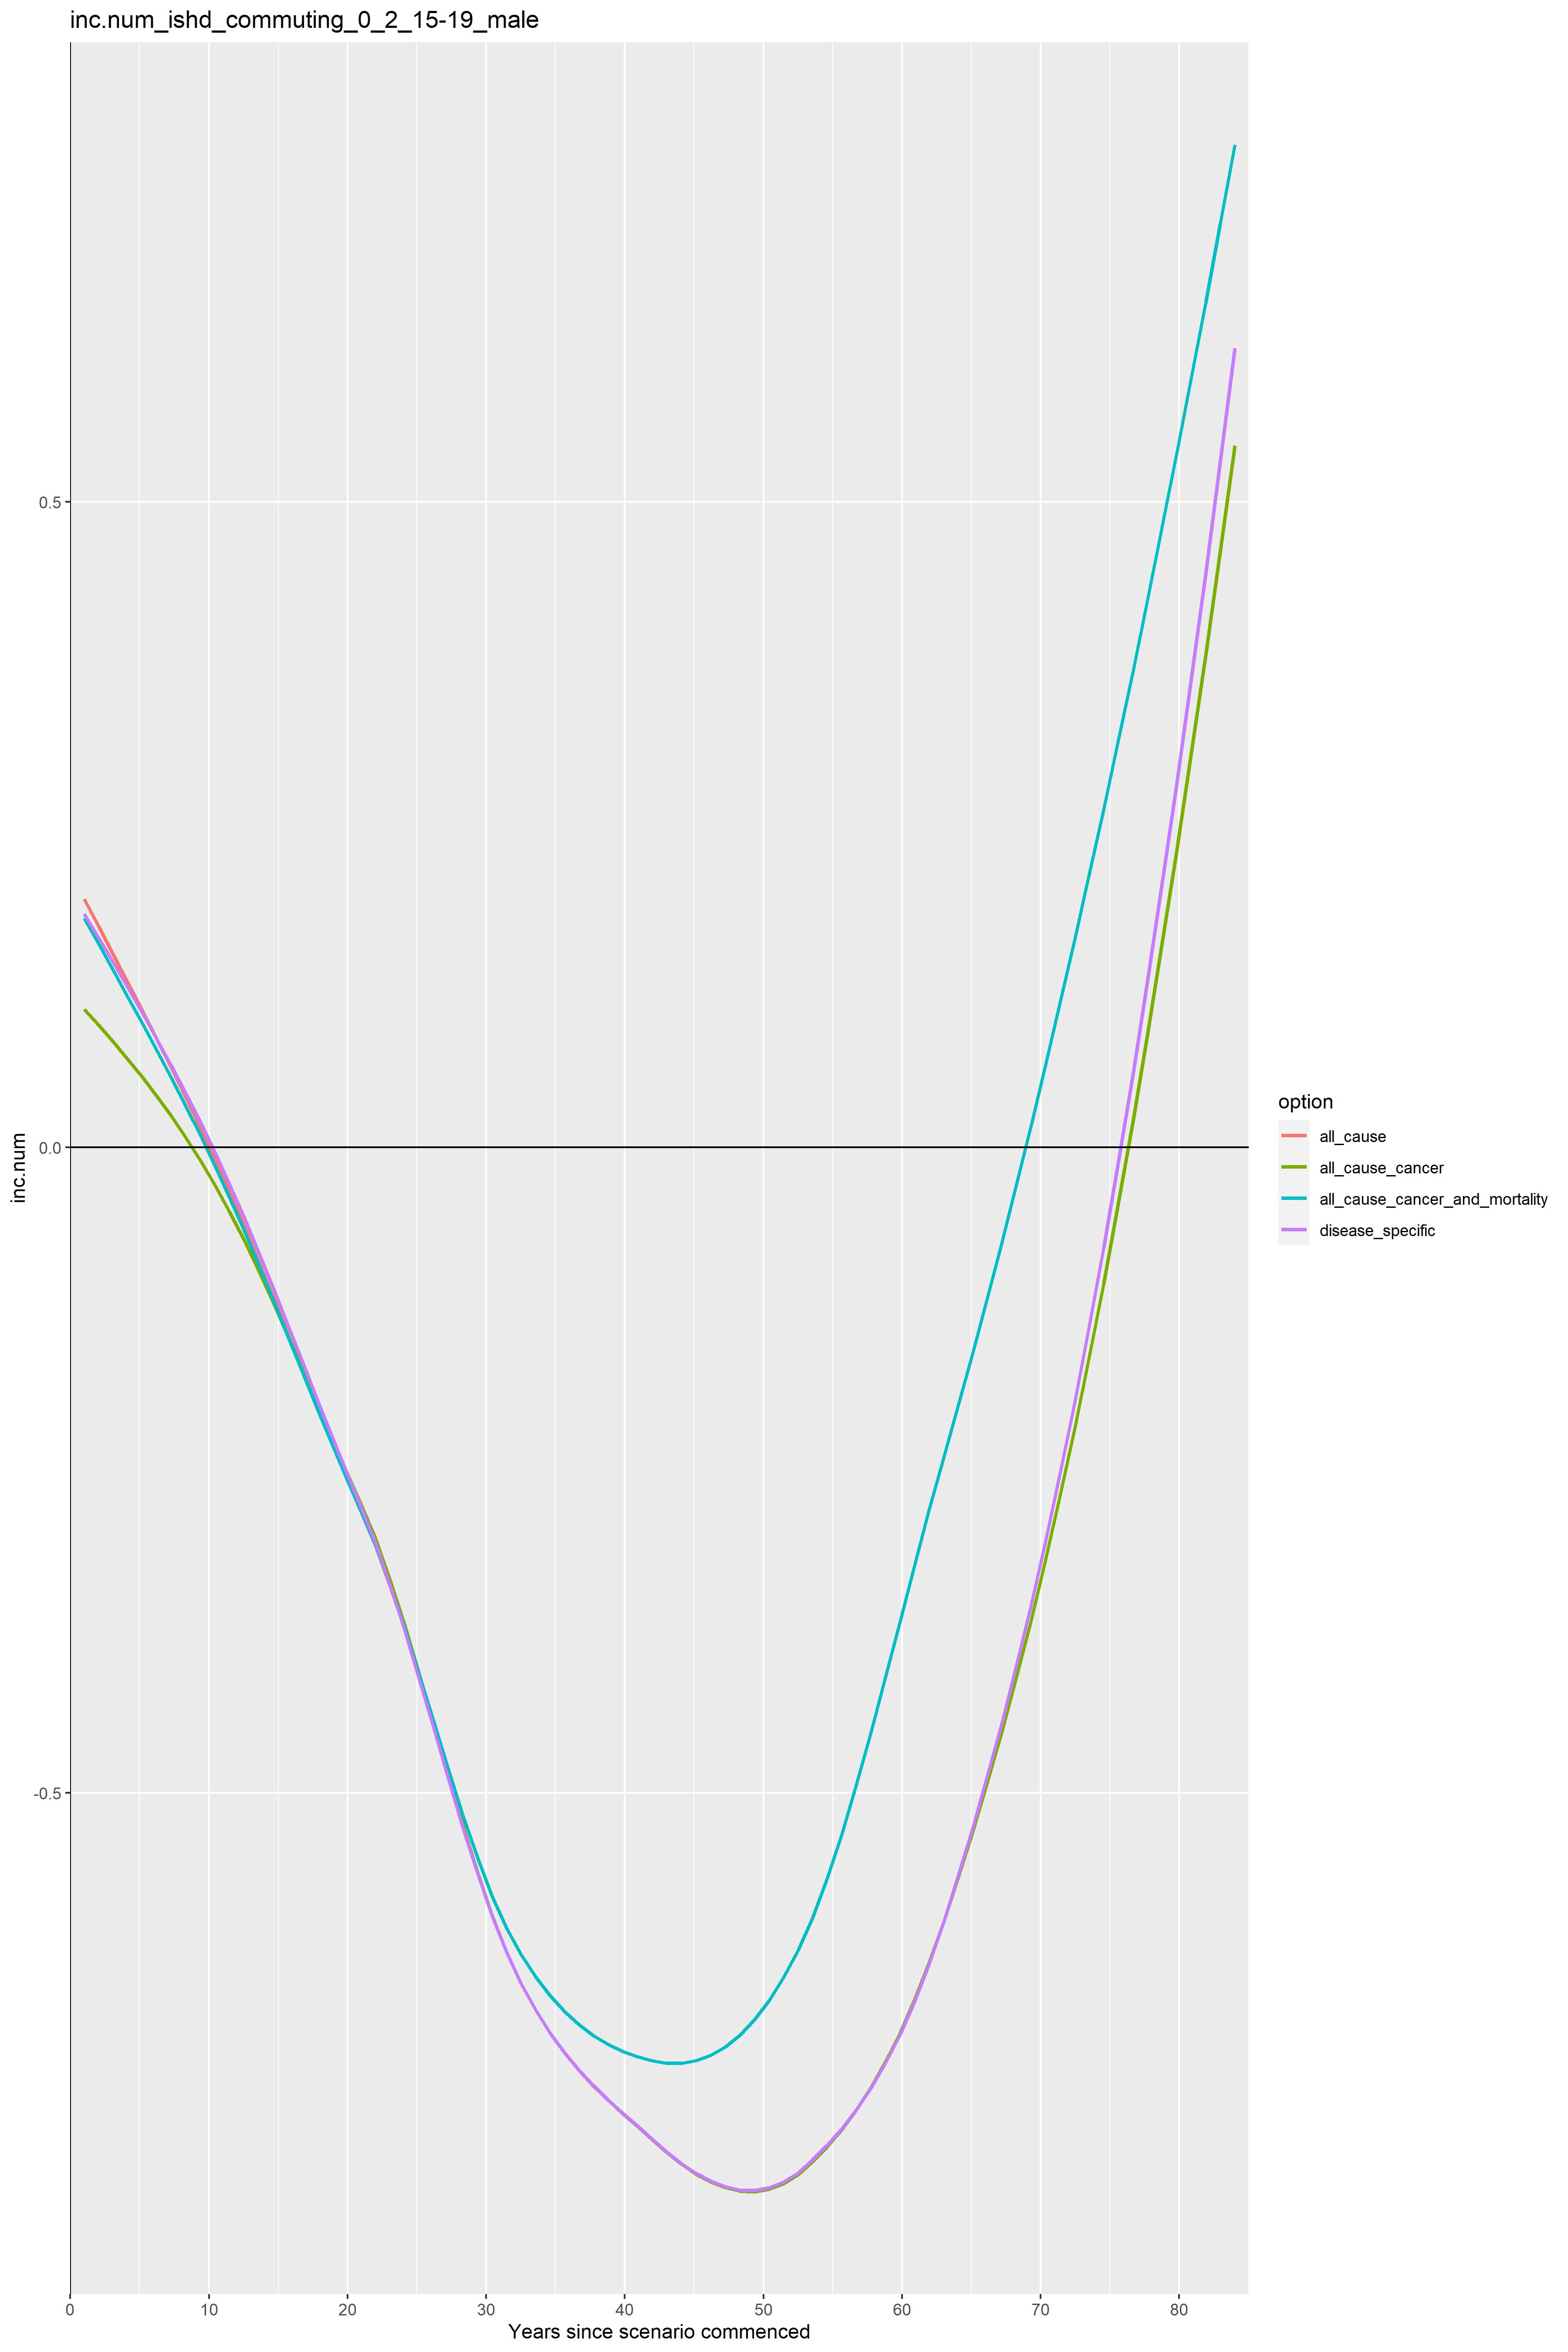 inc.num_ishd_commuting_0_2_15-19_male
0.5
0.0
-0.5
inc.num
0 10 20 30 40 50 60 70 80
Years since scenario commenced
option
all_cause
all_cause_cancer
all_cause_cancer_and_mortality
disease_specific